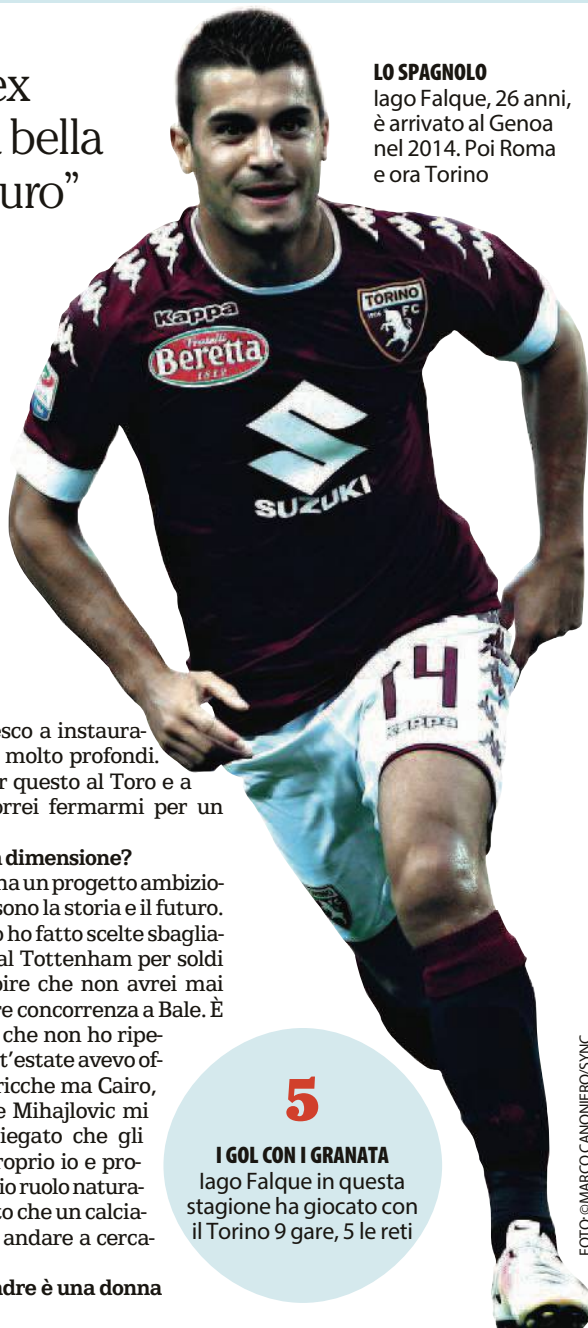 ex
bella
uro”
LO SPAGNOLO
Iago Falque, 26 anni,
è arrivato al Genoa
nel 2014. Poi Roma
e ora Torino
Kappa
TORINO
FC
Fratelli
Beretta
1812
SUZUKI
14
kappa
esco a instaura-
molto profondi.
r questo al Toro e a
orrei fermarmi per un
dimensione?
na un progetto ambizio-
sono la storia e il futuro.
o ho fatto scelte sbaglia-
al Tottenham per soldi
pire che non avrei mai
re concorrenza a Bale. È
che non ho ripe-
t’estate avevo of-
ricche ma Cairo,
e Mihajlovic mi
iegato che gli
roprio io e pro-
io ruolo natura-
to che un calcia-
andare a cerca-
adre è una donna
5
I GOL CON I GRANATA
Iago Falque in questa
stagione ha giocato con
il Torino 9 gare, 5 le reti
FOTO:©MARCO CANONIERO/SYNC